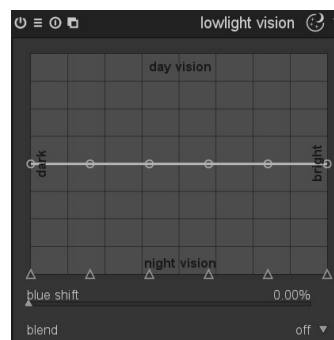 lowlight vision
day vision
dark
bright
night vision
blue shift 0.00%
blend off